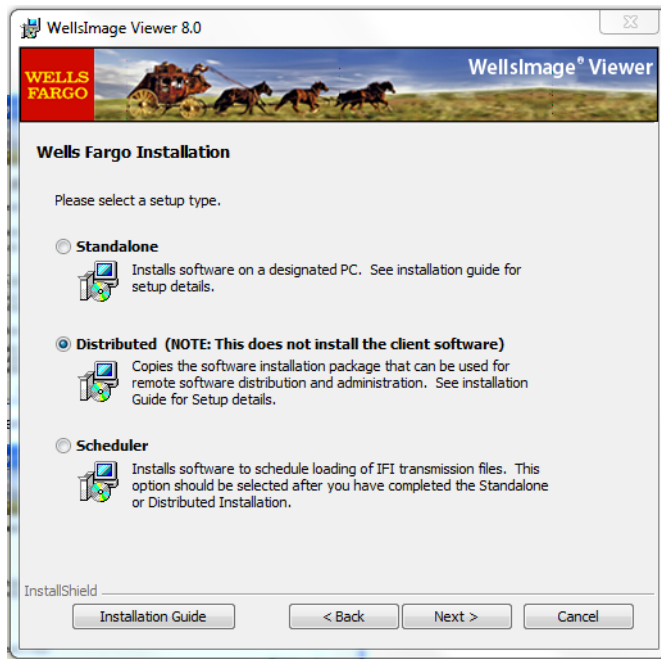 WellsImage Viewer 8.0
WELLS
FARGO
WellsImage® Viewer
Wells Fargo Installation
Please select a setup type.
Standalone
Installs software on a designated PC. See installation guide for
setup details.
Distributed (NOTE: This does not install the client software)
Copies the software installation package that can be used for
remote software distribution and administration. See installation
Guide for Setup details.
Scheduler
Installs software to schedule loading of IFI transmission files. This
option should be selected after you have completed the Standalone
or Distributed Installation.
InstallShield
Installation Guide
< Back
Next >
Cancel